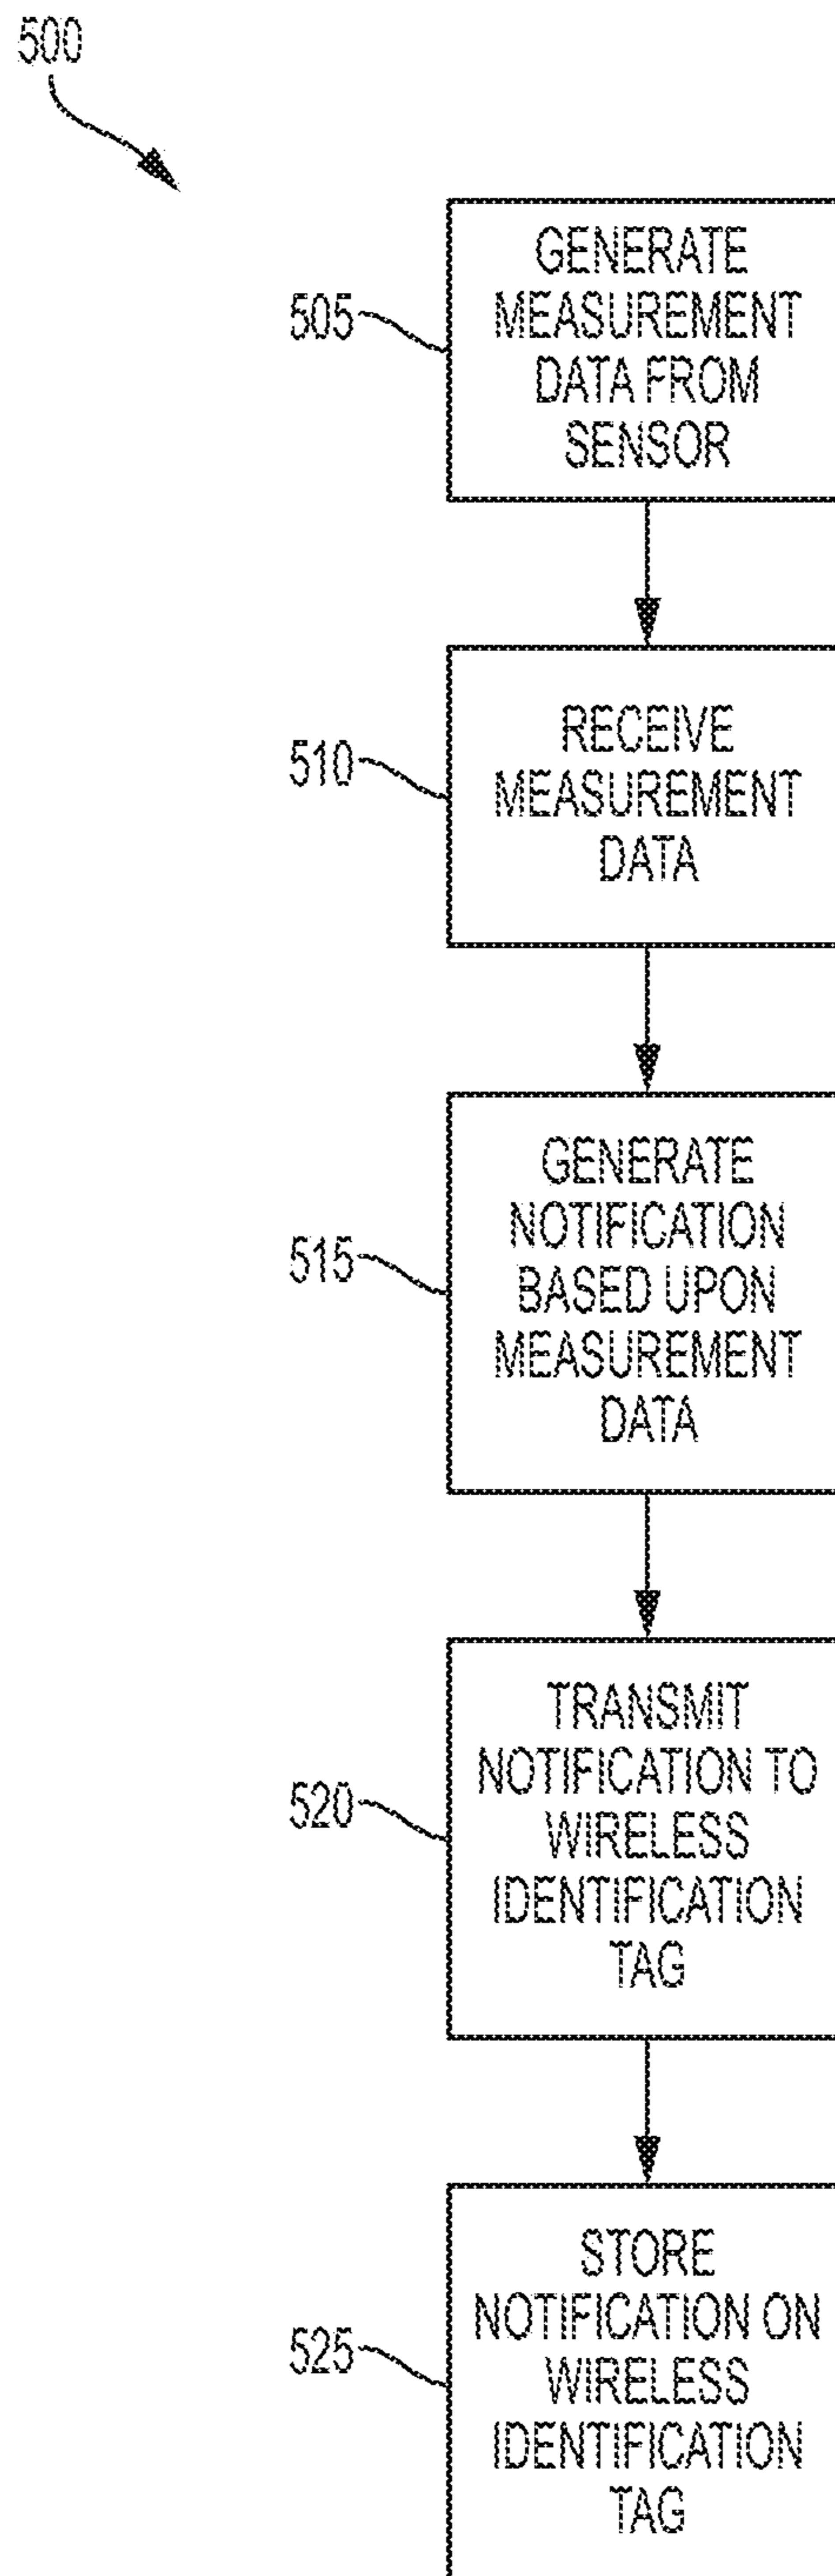 500
505
GENERATE
MEASUREMENT
DATA FROM
SENSOR
510
RECEIVE
MEASUREMENT
DATA
515
GENERATE
NOTIFICATION
BASED UPON
MEASUREMENT
DATA
520
TRANSMIT
NOTIFICATION TO
WIRELESS
IDENTIFICATION
TAG
525
STORE
NOTIFICATION ON
WIRELESS
IDENTIFICATION
TAG